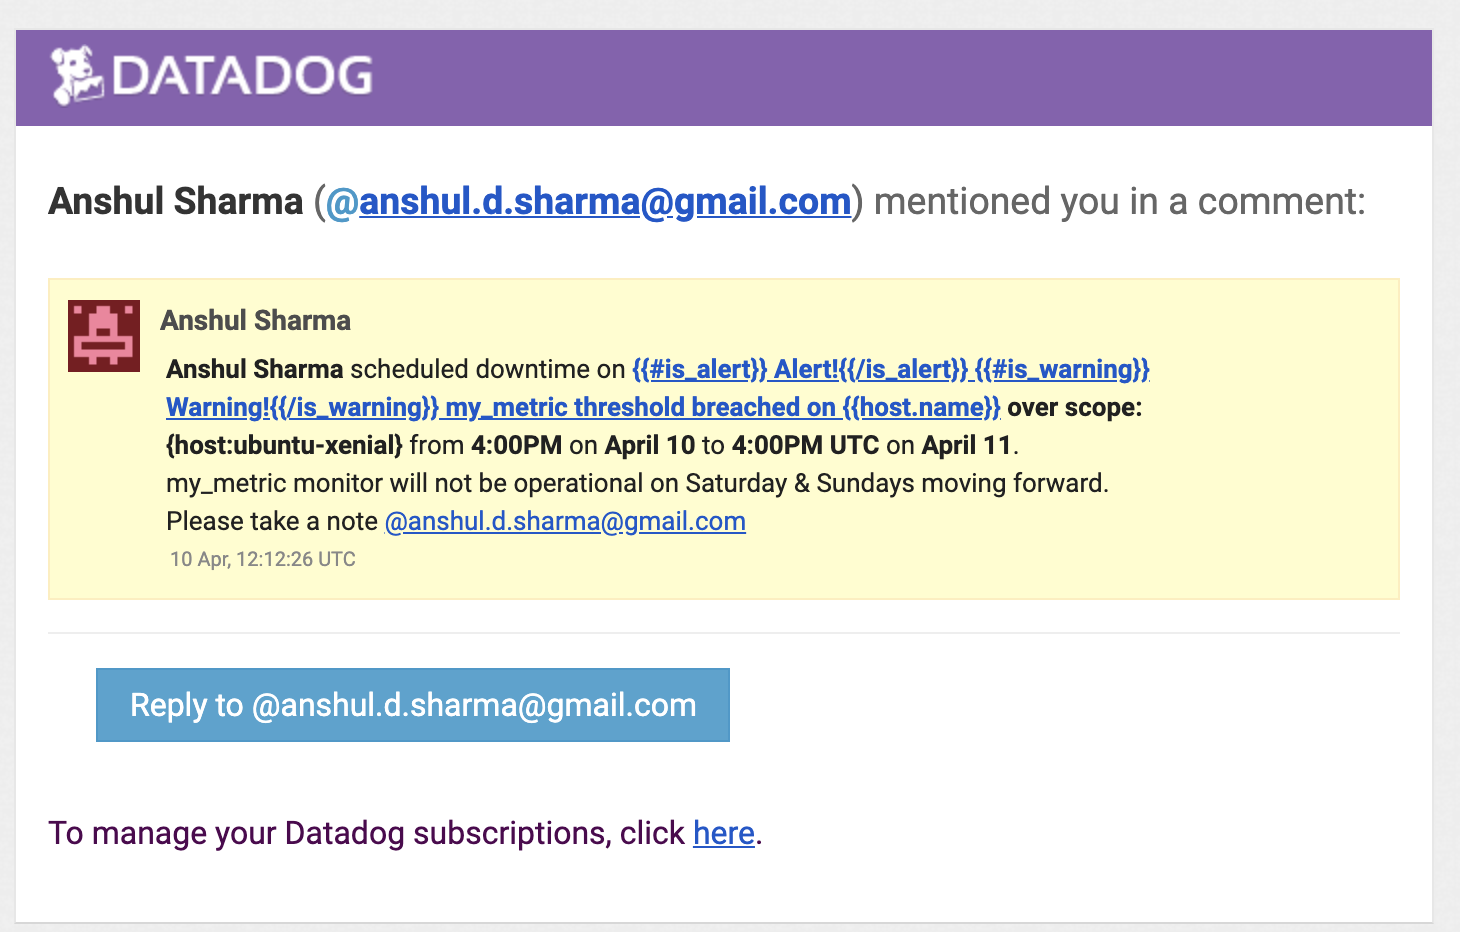 DATADOG
Anshul Sharma (@anshul.d.sharma@gmail.com) mentioned you in a comment:
Anshul Sharma
Anshul Sharma scheduled downtime on {{#is_alert}} Alert!{{/is_alert}} {{#is_warning}}
Warning!{{/is_warning}} my_metric threshold breached on {{host.name}} over scope:
{host:ubuntu-xenial} from 4:00PM on April 10 to 4:00PM UTC on April 11.
my_metric monitor will not be operational on Saturday & Sundays moving forward.
Please take a note @anshul.d.sharma@gmail.com
10 Apr, 12:12:26 UTC
Reply to @anshul.d.sharma@gmail.com
To manage your Datadog subscriptions, click here.